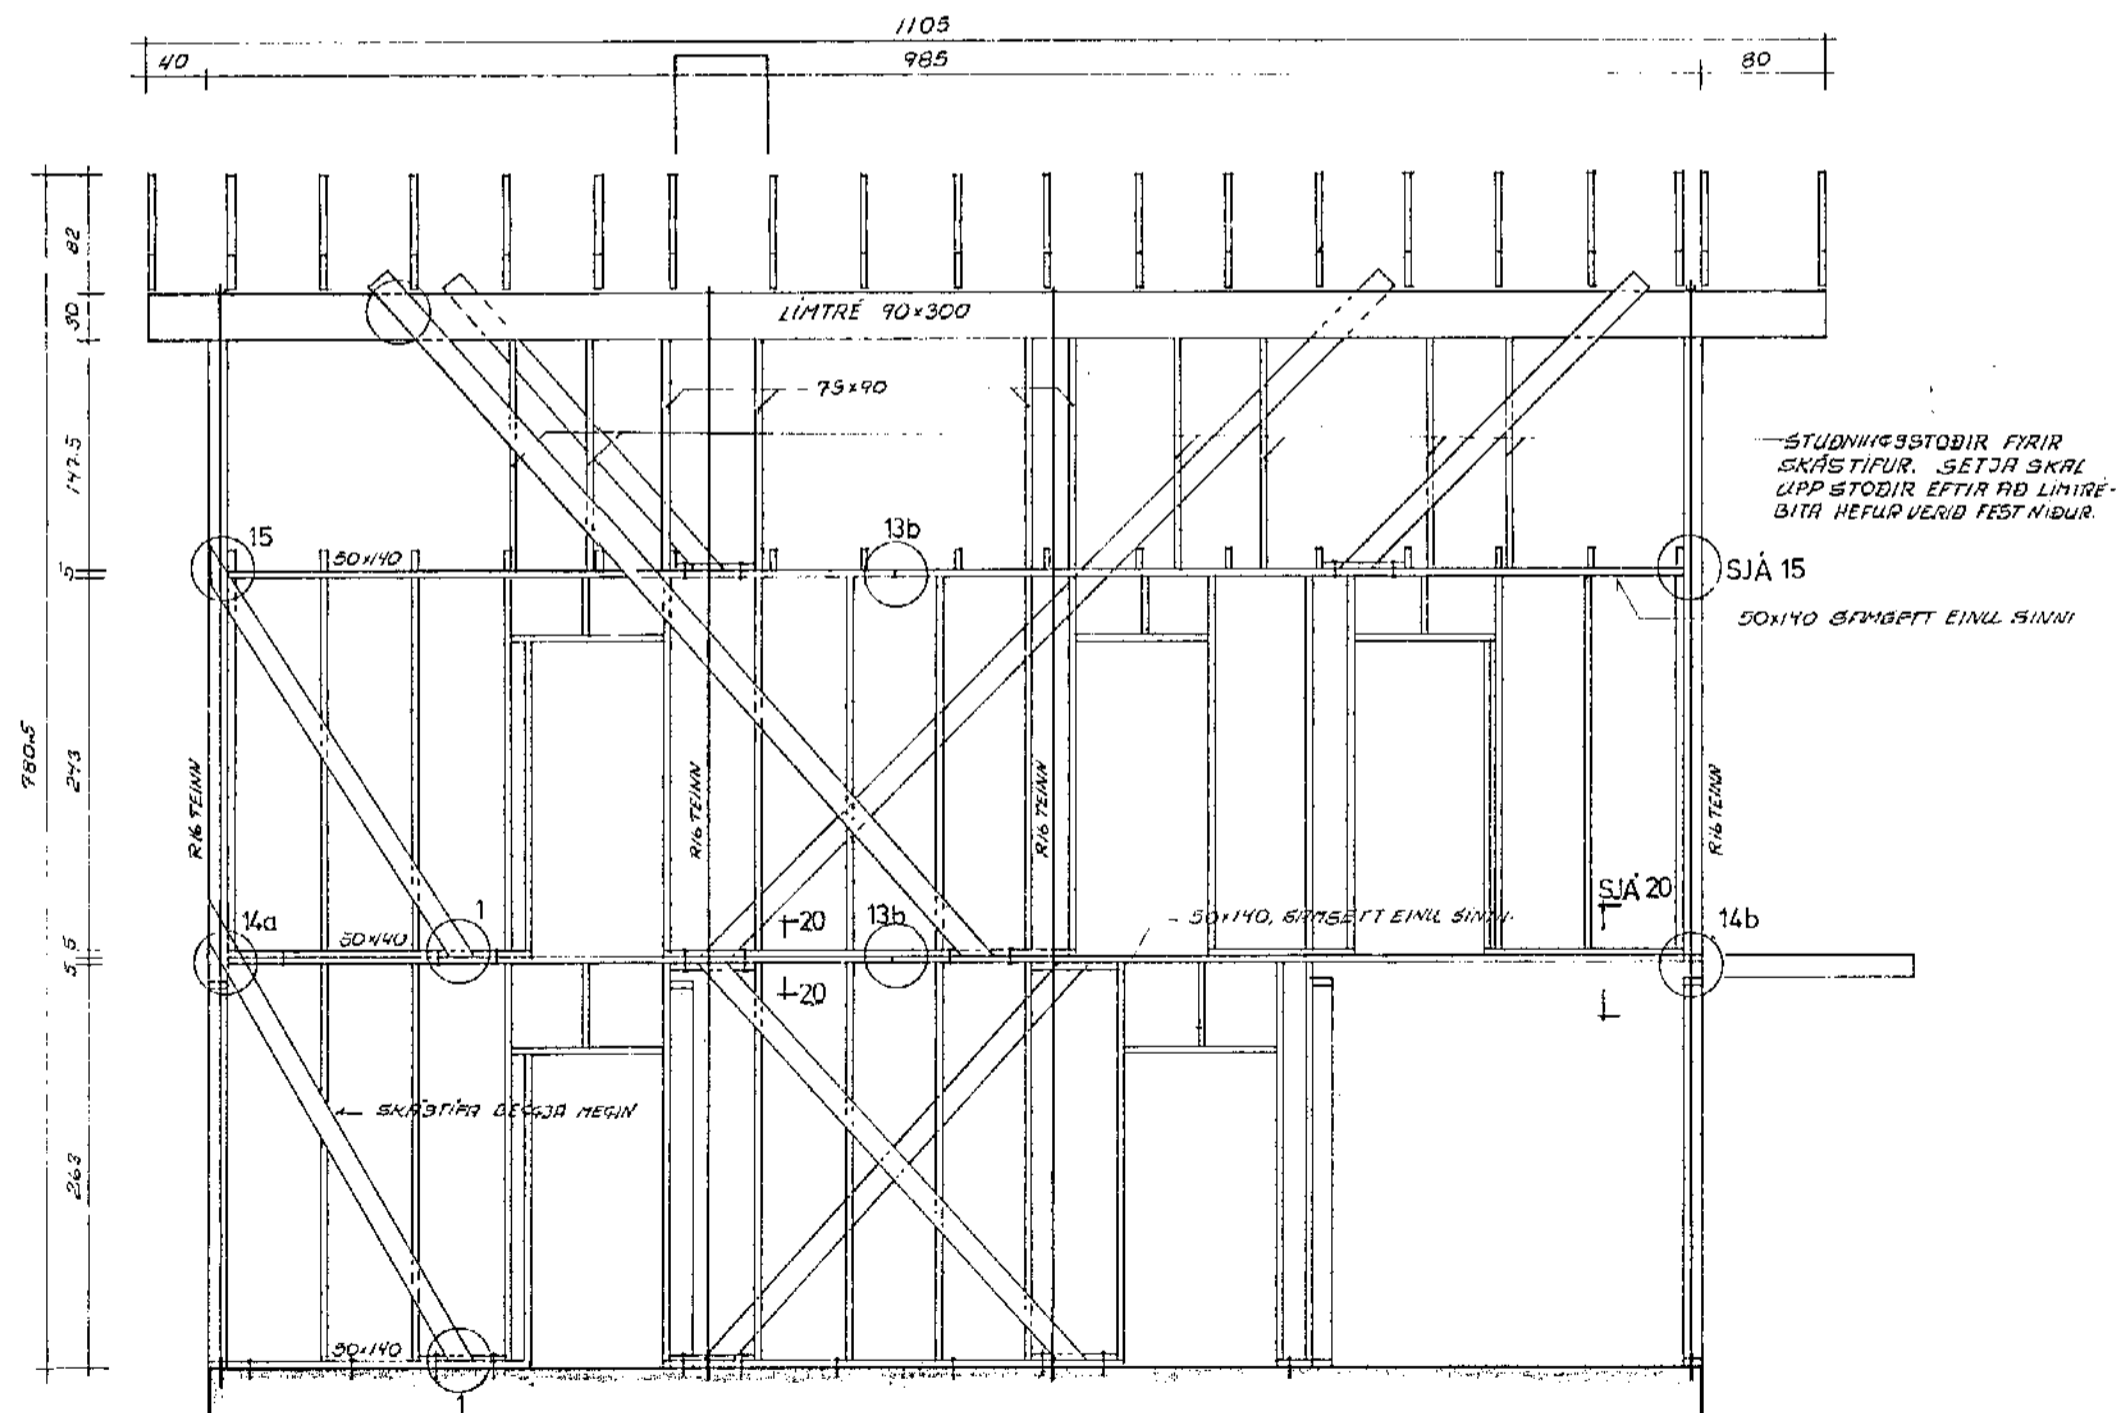 1105
40
985
80
82
30
LÍMTRÉ 90×300
75×90
147.5
STUÐNINGSSTOÐIR FYRIR
SKÁSTÍFUR. SETJA SKAL
UPP STOÐIR EFTIR AÐ LÍMTRÉ-
BITA HEFUR VERIÐ FEST NIÐUR.
15
50×140
13b
SJÁ 15
5
50×140 SAMSETT EINU SINNI
780.5
243
R16 TEINN
R16 TEINN
R16 TEINN
R16 TEINN
SJÁ 20
14a
50×140
1
20
13b
50×140, SAMSETT EINU SINNI.
14b
5
5
20
SKÁSTÍFA BEGGJA MEGIN
263
50×140
1